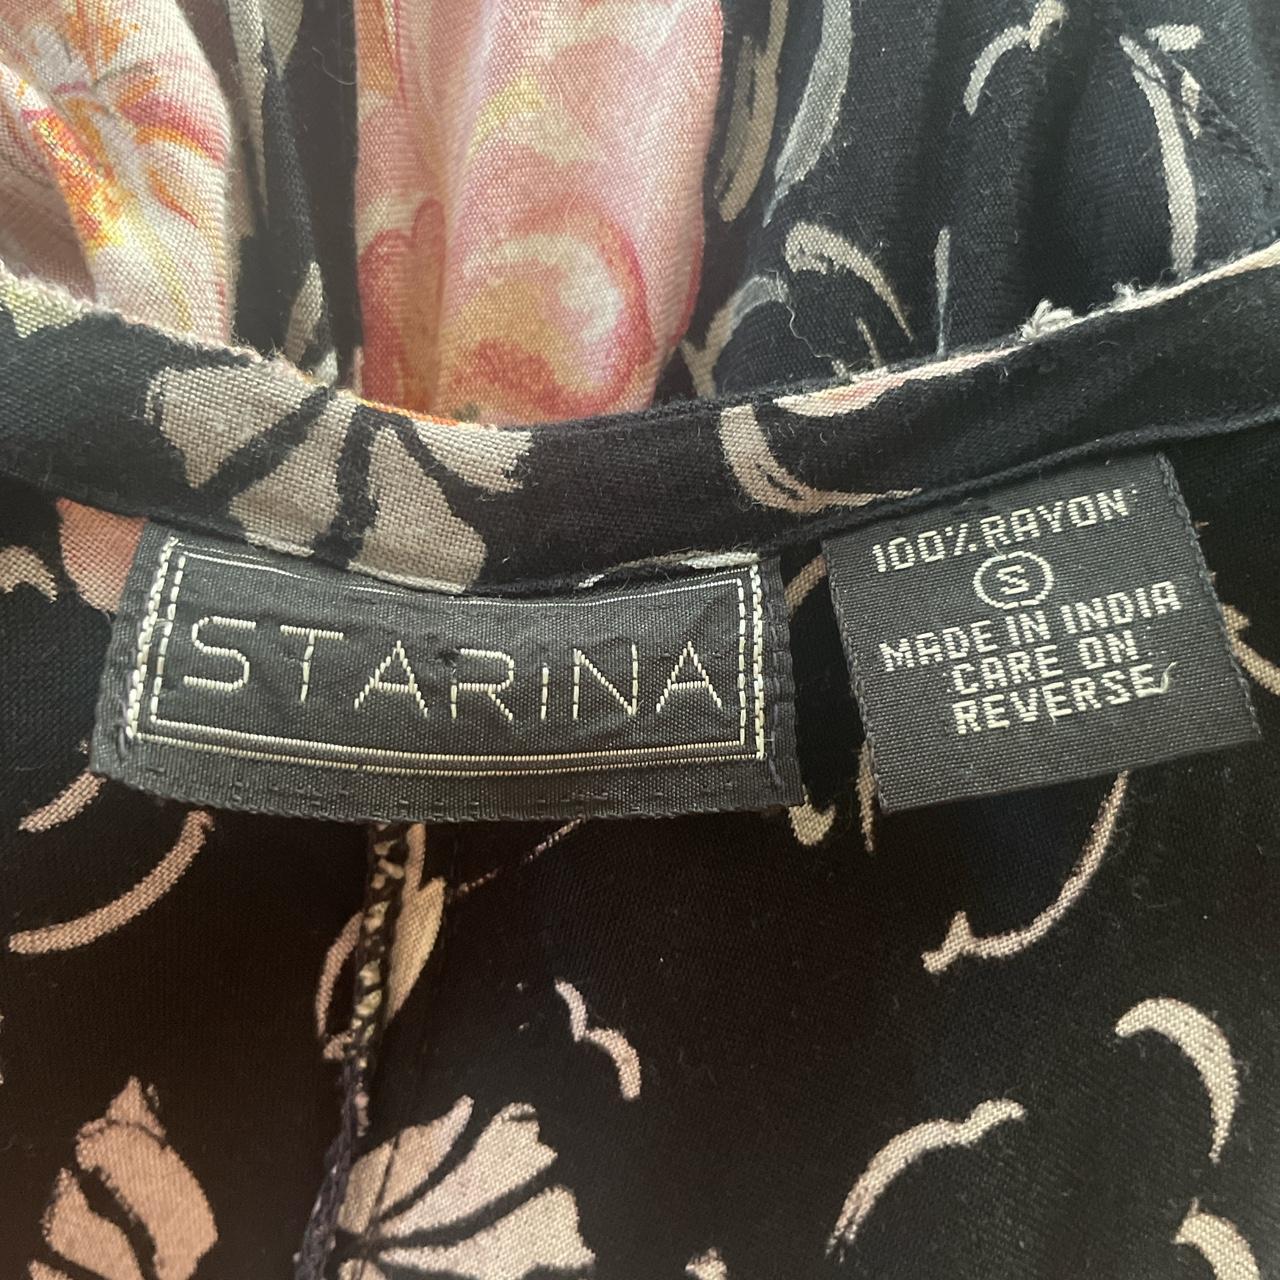 STARINA
100% RAYON
S
MADE IN INDIA
CARE ON
REVERSE